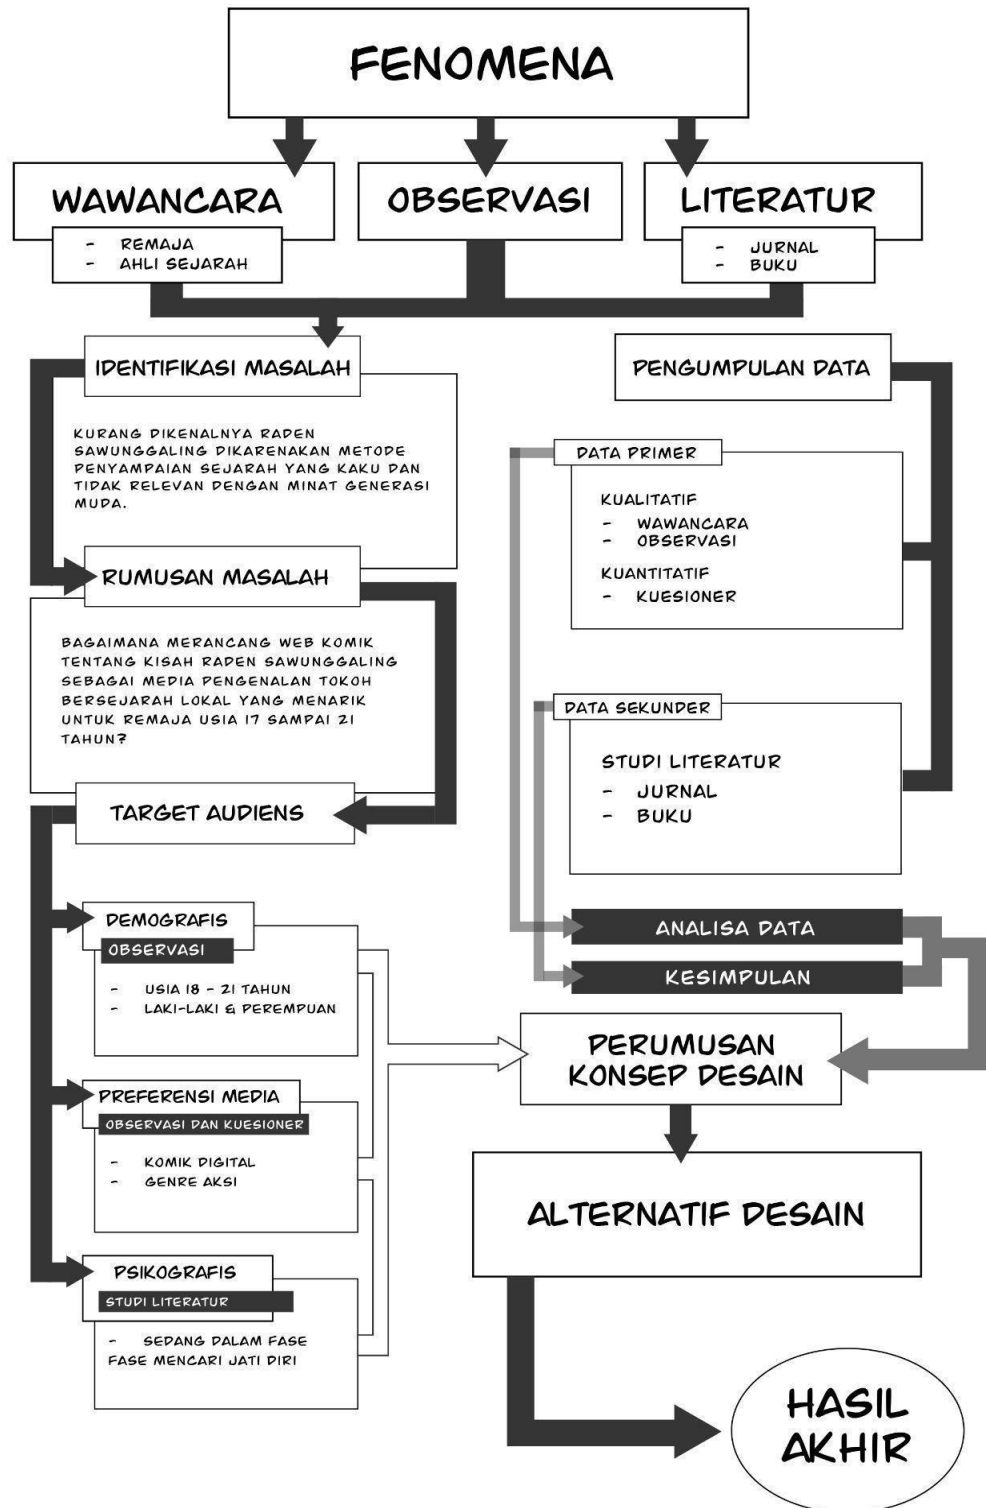 FENOMENA
WAWANCARA
- REMAJA
- AHLI SEJARAH
OBSERVASI
LITERATUR
- JURNAL
- BUKU
IDENTIFIKASI MASALAH
KURANG DIKENALNYA RADEN
SAWUNGGALING DIKARENAKAN METODE
PENYAMPAIAN SEJARAH YANG KAKU DAN
TIDAK RELEVAN DENGAN MINAT GENERASI
MUDA.
RUMUSAN MASALAH
BAGAIMANA MERANCANG WEB KOMIK
TENTANG KISAH RADEN SAWUNGGALING
SEBAGAI MEDIA PENGENALAN TOKOH
BERSEJARAH LOKAL YANG MENARIK
UNTUK REMAJA USIA 17 SAMPAI 21
TAHUN?
TARGET AUDIENS
DEMOGRAFIS
OBSERVASI
- USIA 18 - 21 TAHUN
- LAKI-LAKI & PEREMPUAN
PREFERENSI MEDIA
OBSERVASI DAN KUESIONER
- KOMIK DIGITAL
- GENRE AKSI
PSIKOGRAFIS
STUDI LITERATUR
- SEDANG DALAM FASE
FASE MENCARI JATI DIRI
PENGUMPULAN DATA
DATA PRIMER
KUALITATIF
- WAWANCARA
- OBSERVASI
KUANTITATIF
- KUESIONER
DATA SEKUNDER
STUDI LITERATUR
- JURNAL
- BUKU
ANALISA DATA
KESIMPULAN
PERUMUSAN
KONSEP DESAIN
ALTERNATIF DESAIN
HASIL
AKHIR